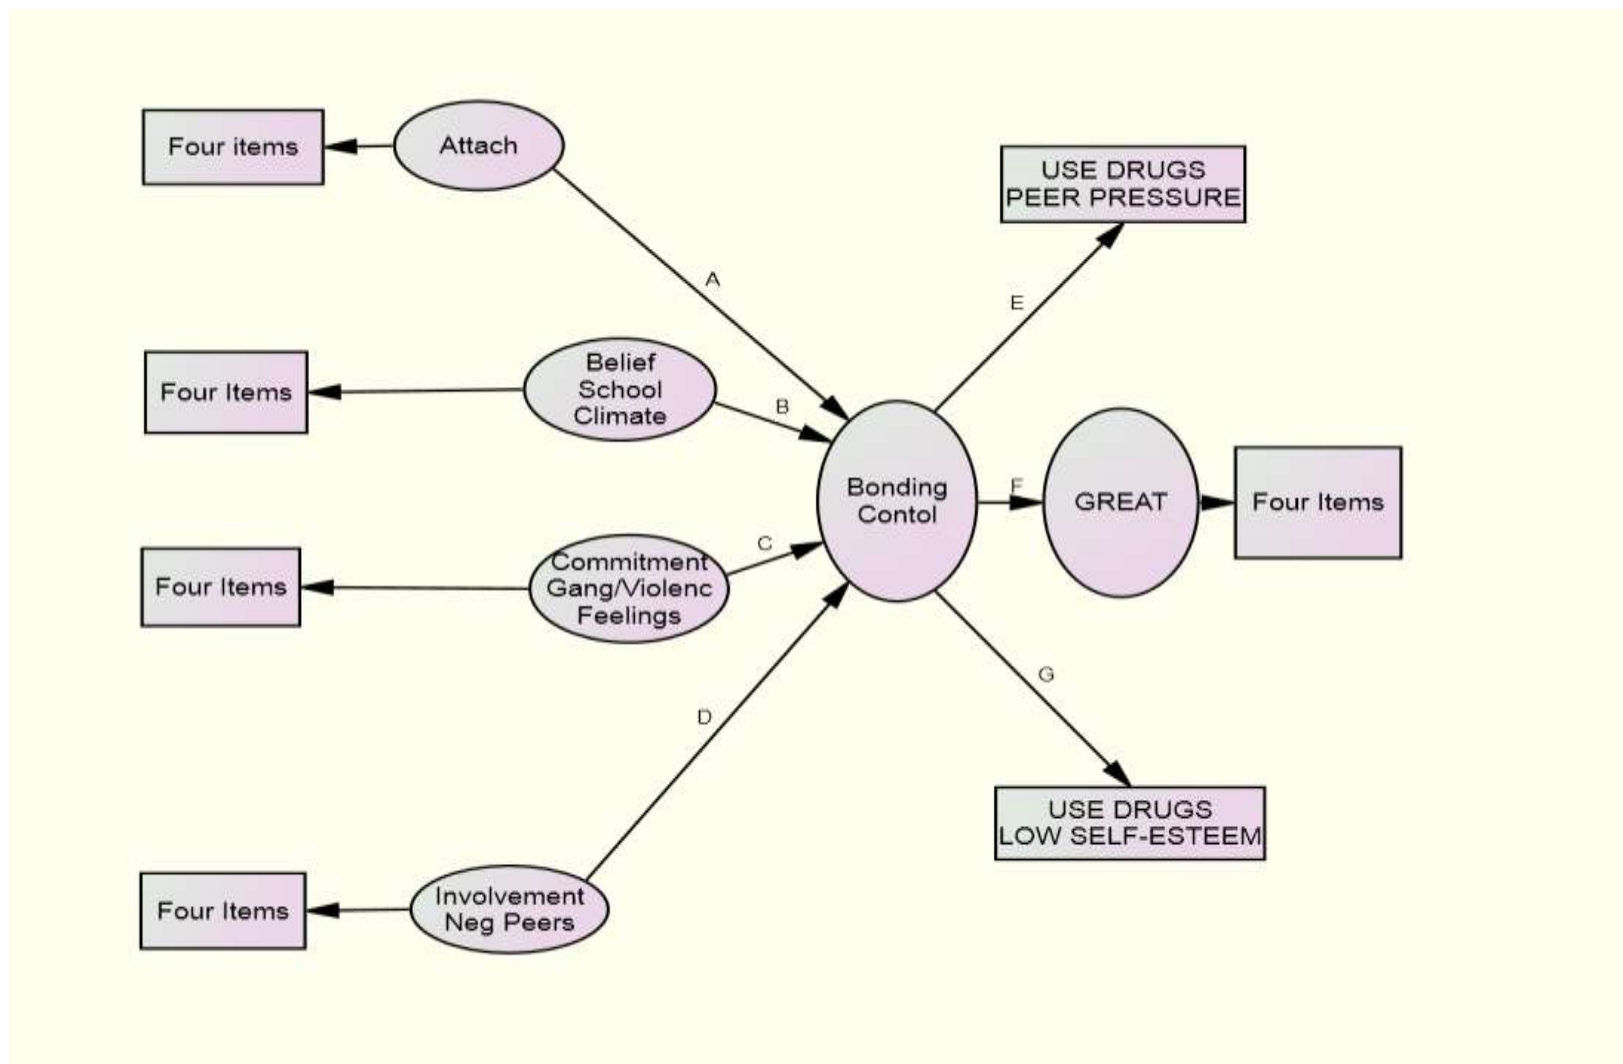 Four items
Attach
USE DRUGS
PEER PRESSURE
A
E
Four Items
Belief
School
Climate
B
Bonding
Contol
F
GREAT
Four Items
Four Items
Commitment
Gang/Violenc
Feelings
C
D
G
USE DRUGS
LOW SELF-ESTEEM
Four Items
Involvement
Neg Peers